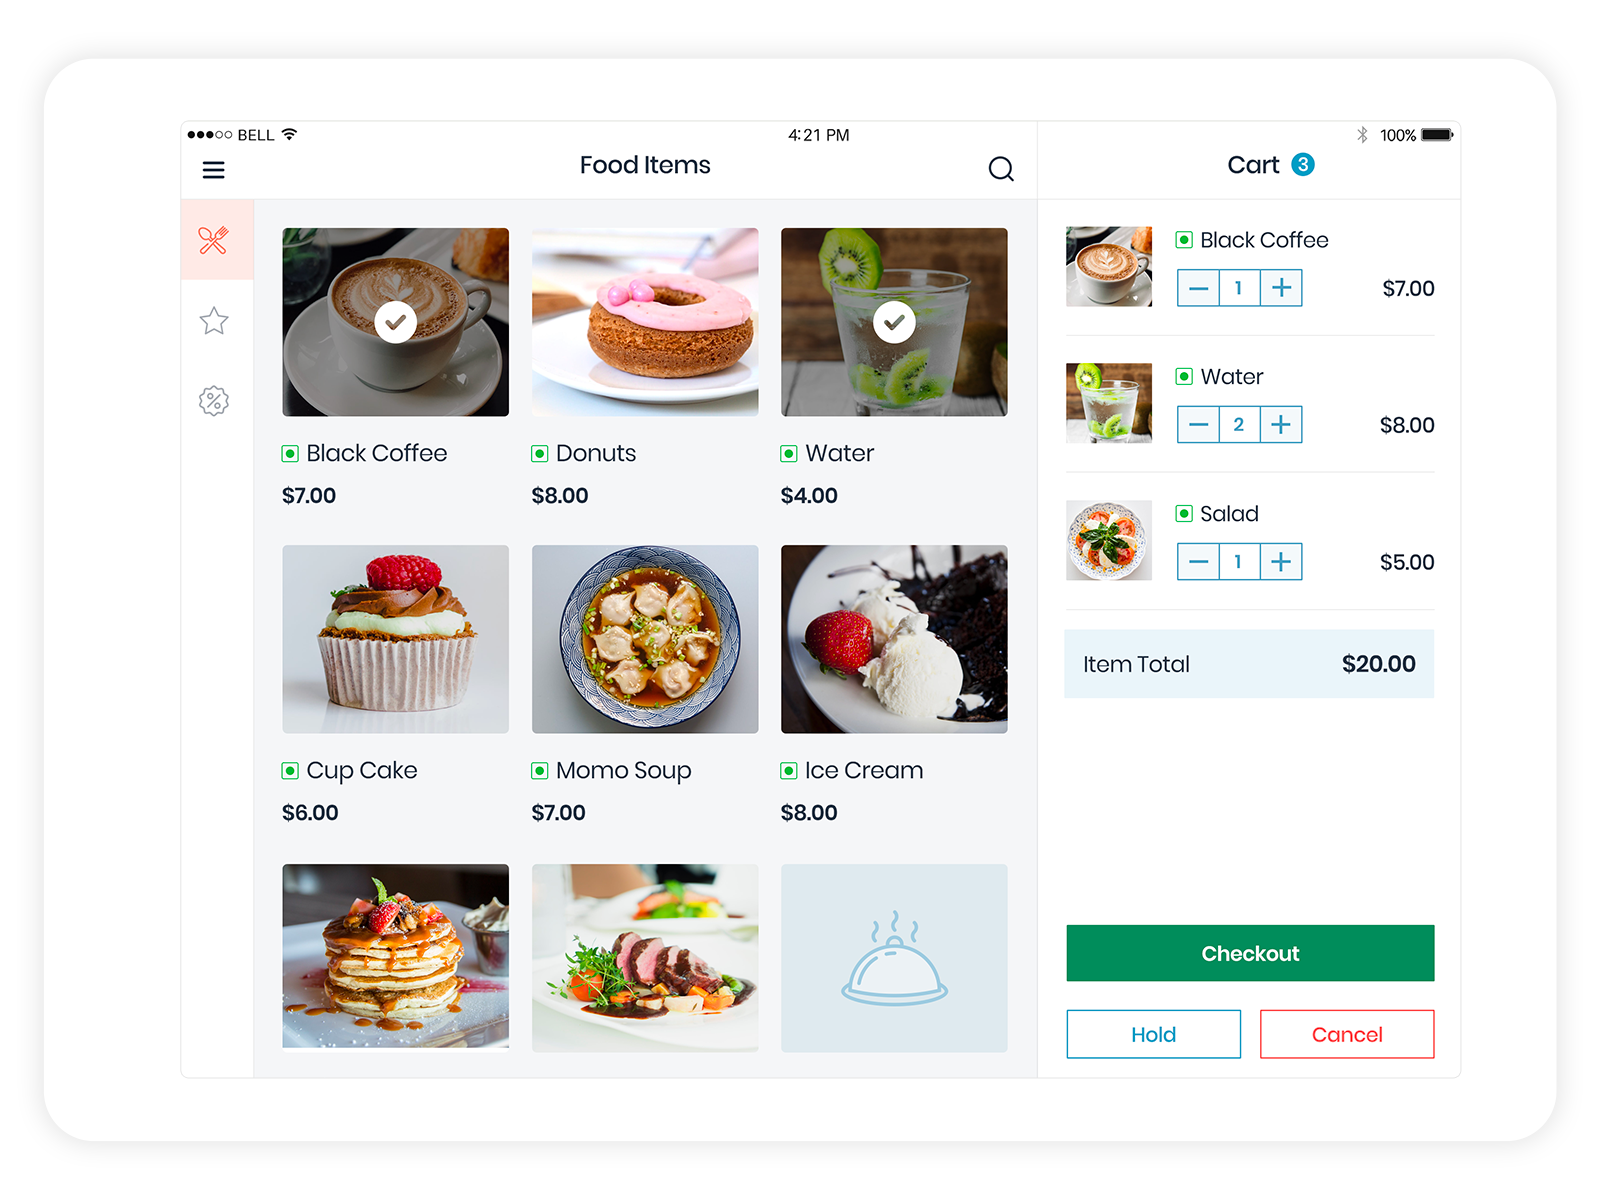 BELL
4:21 PM
100%
Food Items
Cart 3
Black Coffee
$7.00
Donuts
$8.00
Water
$4.00
Cup Cake
$6.00
Momo Soup
$7.00
Ice Cream
$8.00
Black Coffee
1
$7.00
Water
2
$8.00
Salad
1
$5.00
Item Total $20.00
Checkout
Hold
Cancel